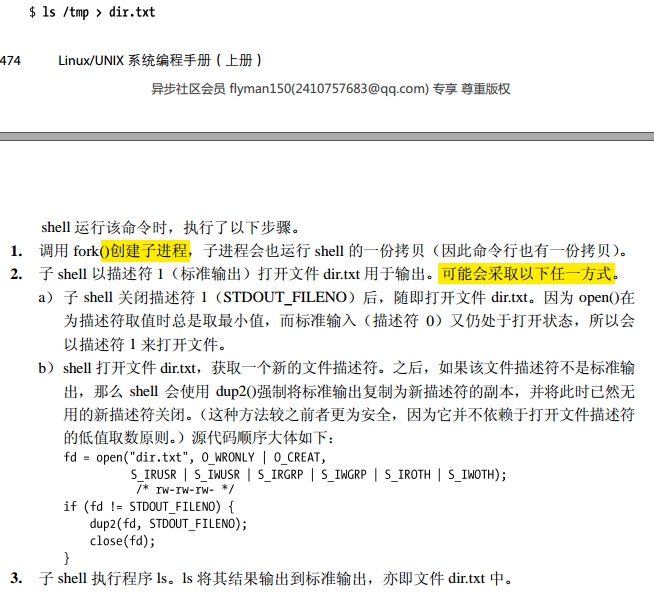 $ ls /tmp > dir.txt
474 Linux/UNIX 系统编程手册（上册）
异步社区会员 flyman150(2410757683@qq.com) 专享 尊重版权
shell 运行该命令时，执行了以下步骤。
1. 调用 fork()创建子进程，子进程会也运行 shell 的一份拷贝（因此命令行也有一份拷贝）。
2. 子 shell 以描述符 1（标准输出）打开文件 dir.txt 用于输出。可能会采取以下任一方式。
a）子 shell 关闭描述符 1（STDOUT_FILENO）后，随即打开文件 dir.txt。因为 open()在
为描述符取值时总是取最小值，而标准输入（描述符 0）又仍处于打开状态，所以会
以描述符 1 来打开文件。
b）shell 打开文件 dir.txt，获取一个新的文件描述符。之后，如果该文件描述符不是标准输
出，那么 shell 会使用 dup2()强制将标准输出复制为新描述符的副本，并将此时已然无
用的新描述符关闭。（这种方法较之前者更为安全，因为它并不依赖于打开文件描述符
的低值取数原则。）源代码顺序大体如下：
fd = open("dir.txt", O_WRONLY | O_CREAT,
S_IRUSR | S_IWUSR | S_IRGRP | S_IWGRP | S_IROTH | S_IWOTH);
/* rw-rw-rw- */
if (fd != STDOUT_FILENO) {
dup2(fd, STDOUT_FILENO);
close(fd);
}
3. 子 shell 执行程序 ls。ls 将其结果输出到标准输出，亦即文件 dir.txt 中。